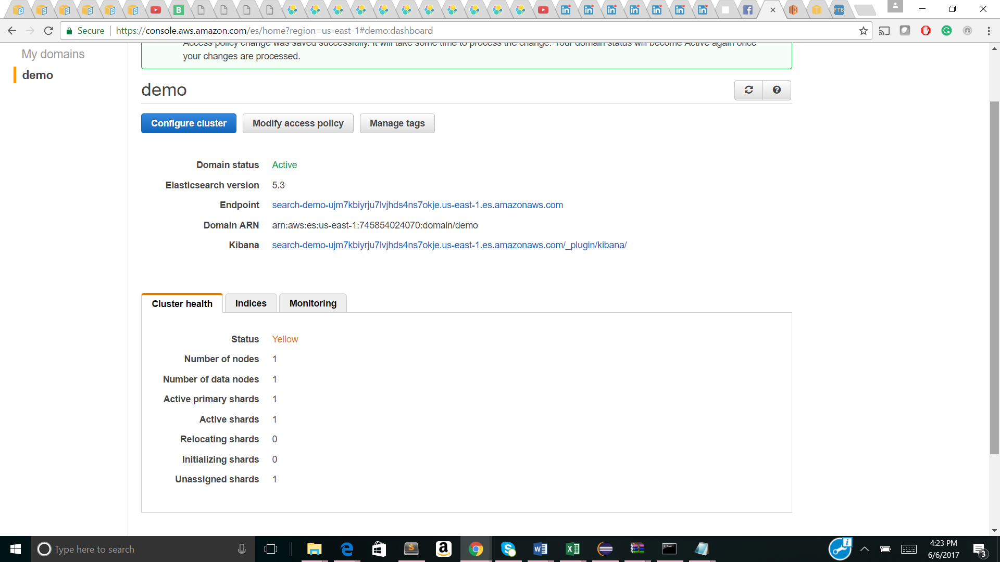 Secure
https://console.aws.amazon.com/es/home?region=us-east-1#demo:dashboard
My domains
demo
Access policy change was saved successfully. It will take some time to process the change. Your domain status will become Active again once
your changes are processed.
demo
Configure cluster
Modify access policy
Manage tags
Domain status Active
Elasticsearch version 5.3
Endpoint search-demo-ujm7kbiyrju7lvjhds4ns7okje.us-east-1.es.amazonaws.com
Domain ARN arn:aws:es:us-east-1:745854024070:domain/demo
Kibana search-demo-ujm7kbiyrju7lvjhds4ns7okje.us-east-1.es.amazonaws.com/_plugin/kibana/
Cluster health
Indices
Monitoring
Status Yellow
Number of nodes 1
Number of data nodes 1
Active primary shards 1
Active shards 1
Relocating shards 0
Initializing shards 0
Unassigned shards 1
Type here to search
4:23 PM
6/6/2017
3